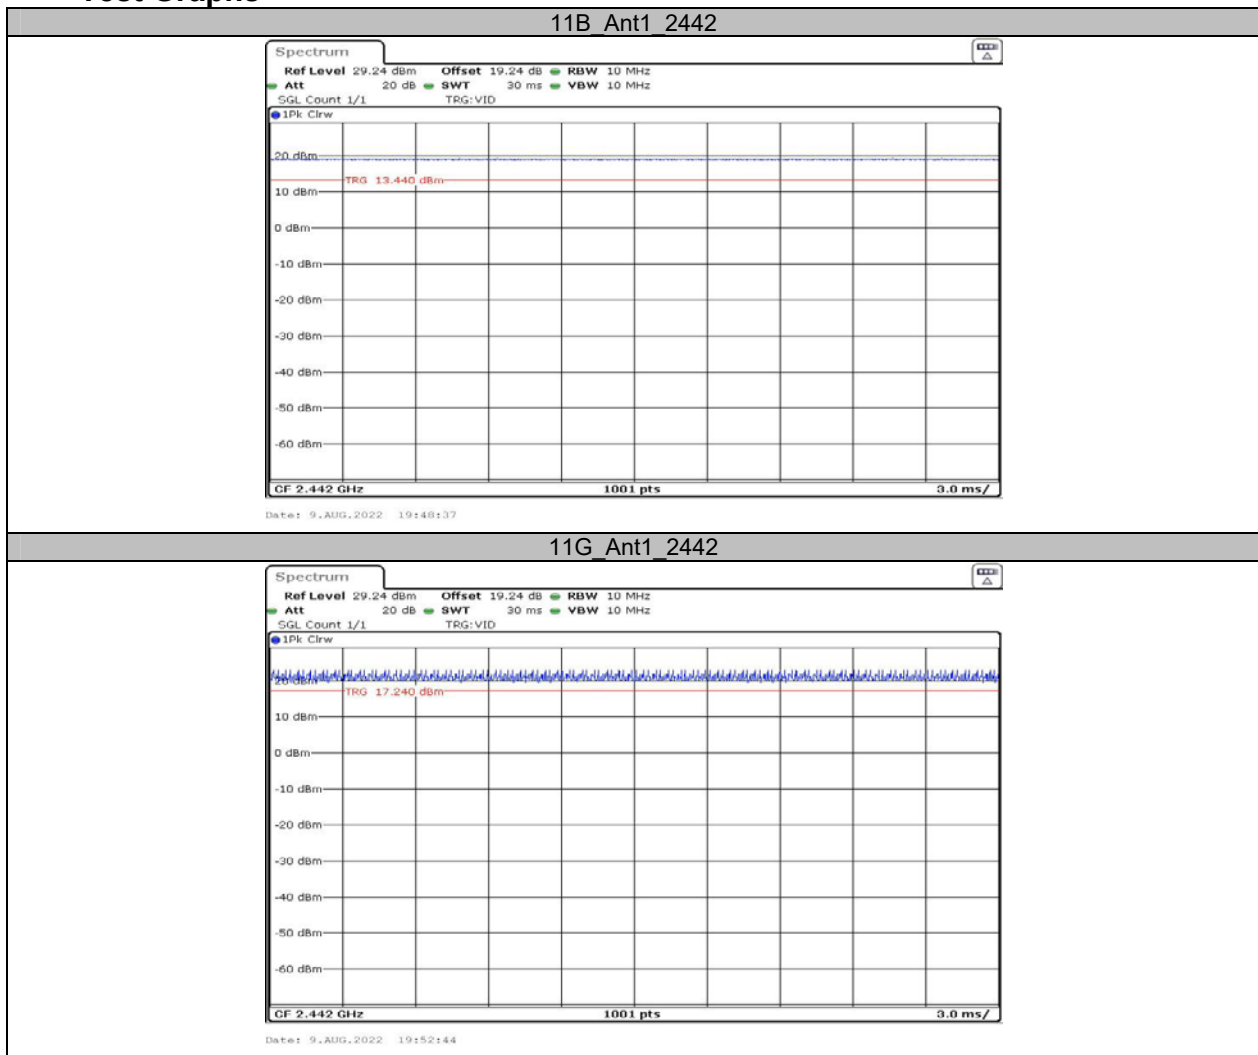 Test Graphs
11B_Ant1_2442
Spectrum
Ref Level 29.24 dBm Offset 19.24 dB RBW 10 MHz
Att 20 dB SWT 30 ms VBW 10 MHz
SGL Count 1/1 TRG:VID
1Pk Clrw
20 dBm
TRG 13.440 dBm
10 dBm
0 dBm
-10 dBm
-20 dBm
-30 dBm
-40 dBm
-50 dBm
-60 dBm
CF 2.442 GHz 1001 pts 3.0 ms/
Date: 9.AUG.2022 19:48:37
11G_Ant1_2442
Spectrum
Ref Level 29.24 dBm Offset 19.24 dB RBW 10 MHz
Att 20 dB SWT 30 ms VBW 10 MHz
SGL Count 1/1 TRG:VID
1Pk Clrw
20 dBm
TRG 17.240 dBm
10 dBm
0 dBm
-10 dBm
-20 dBm
-30 dBm
-40 dBm
-50 dBm
-60 dBm
CF 2.442 GHz 1001 pts 3.0 ms/
Date: 9.AUG.2022 19:52:44